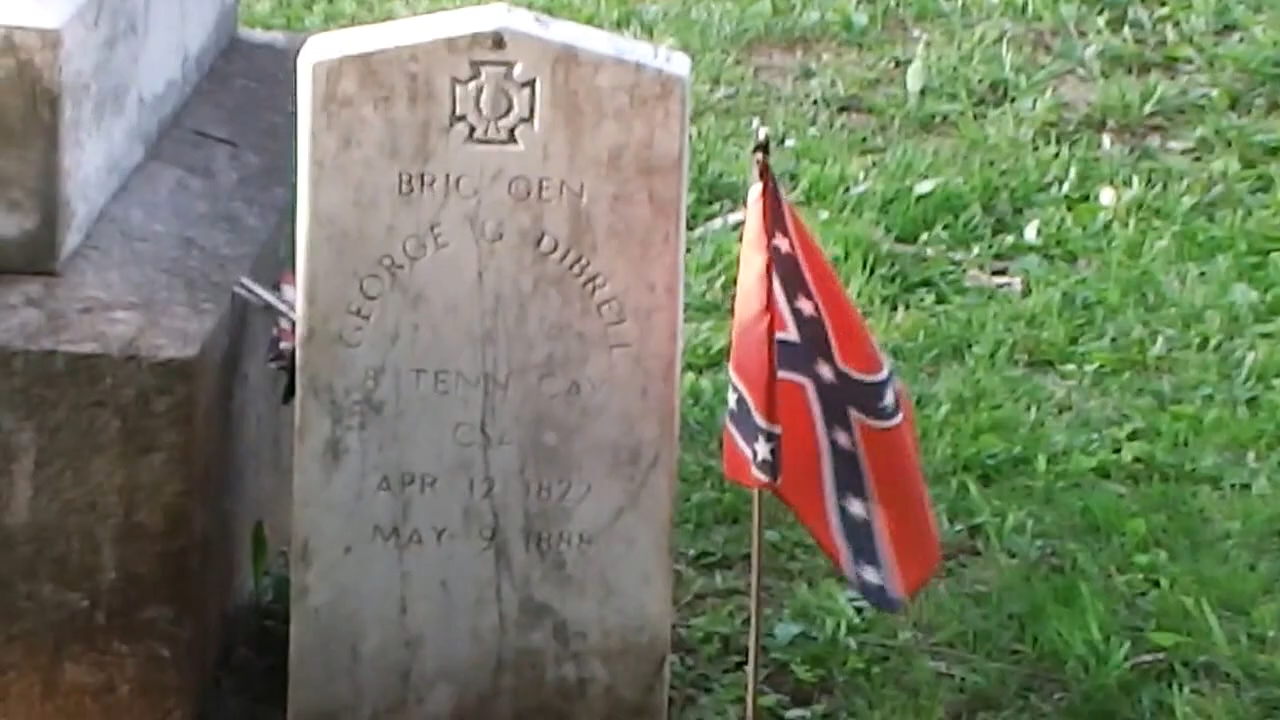 BRIG GEN
GEORGE G DIBRELL
8 TENN CAV
CSA
APR 12 1822
MAY 9 1888